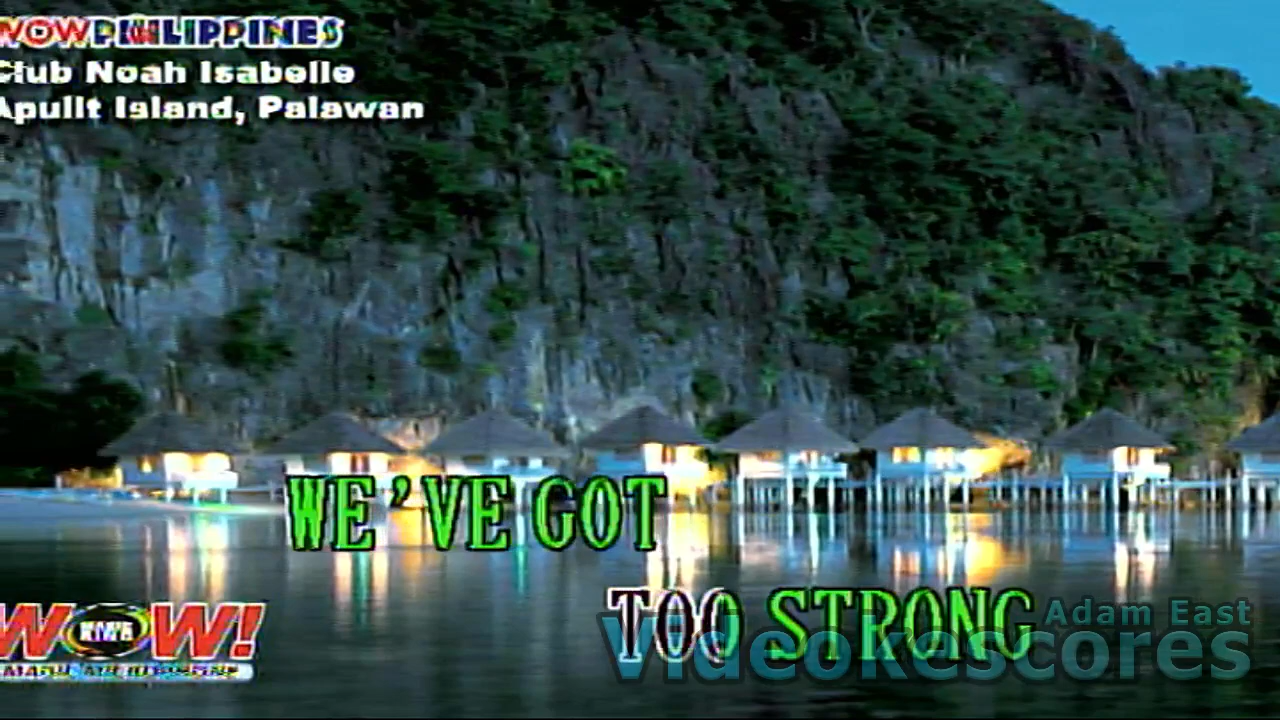 WOWPHILIPPINES
Club Noah Isabelle
Apulit Island, Palawan
WE'VE GOT
TOO STRONG
WOW!
Adam East
Videokescores